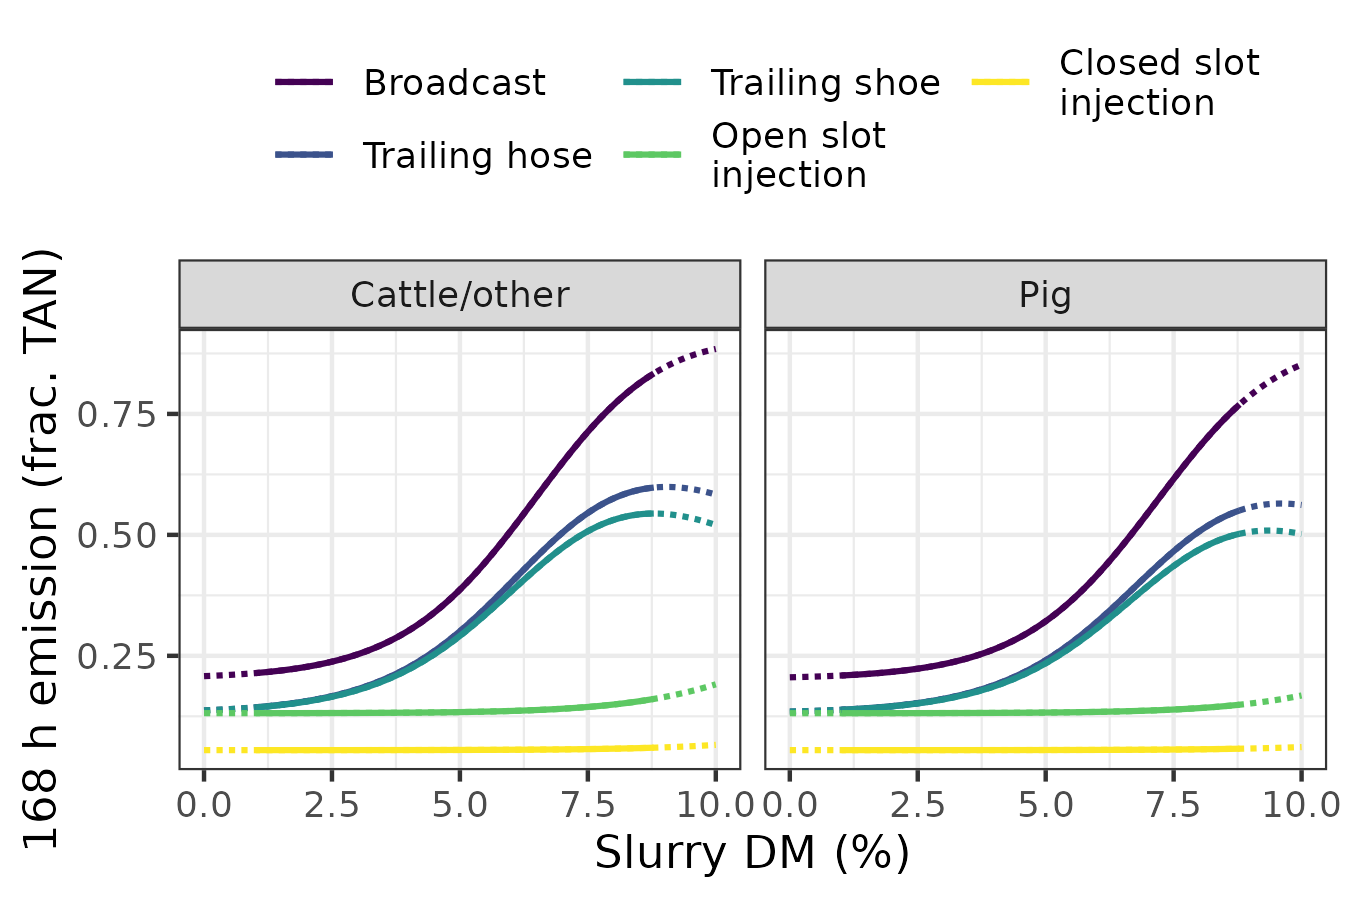 Broadcast
Trailing hose
Trailing shoe
Open slot
injection
Closed slot
injection
168 h emission (frac. TAN)
Cattle/other
Pig
0.75
0.50
0.25
0.0 2.5 5.0 7.5 10.0
0.0 2.5 5.0 7.5 10.0
Slurry DM (%)